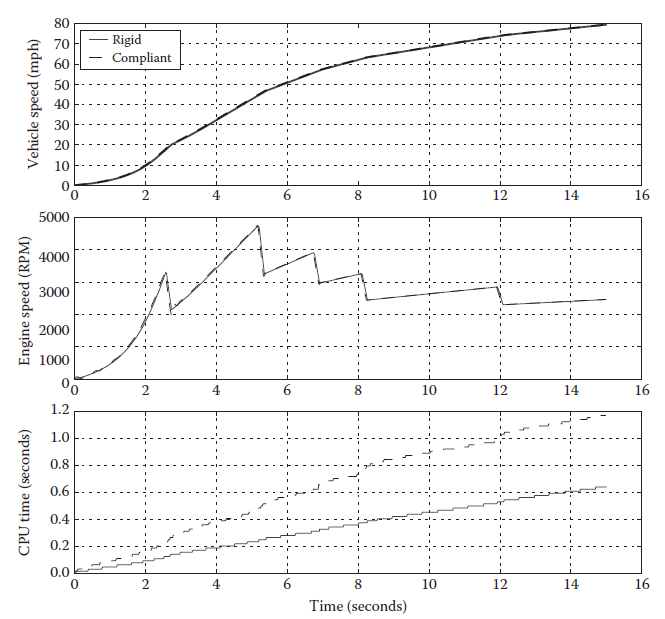 Vehicle speed (mph)
80
70
60
50
40
30
20
10
0
Rigid
Compliant
0 2 4 6 8 10 12 14 16
Engine speed (RPM)
5000
4000
3000
2000
1000
0
0 2 4 6 8 10 12 14 16
CPU time (seconds)
1.2
1.0
0.8
0.6
0.4
0.2
0.0
0 2 4 6 8 10 12 14 16
Time (seconds)